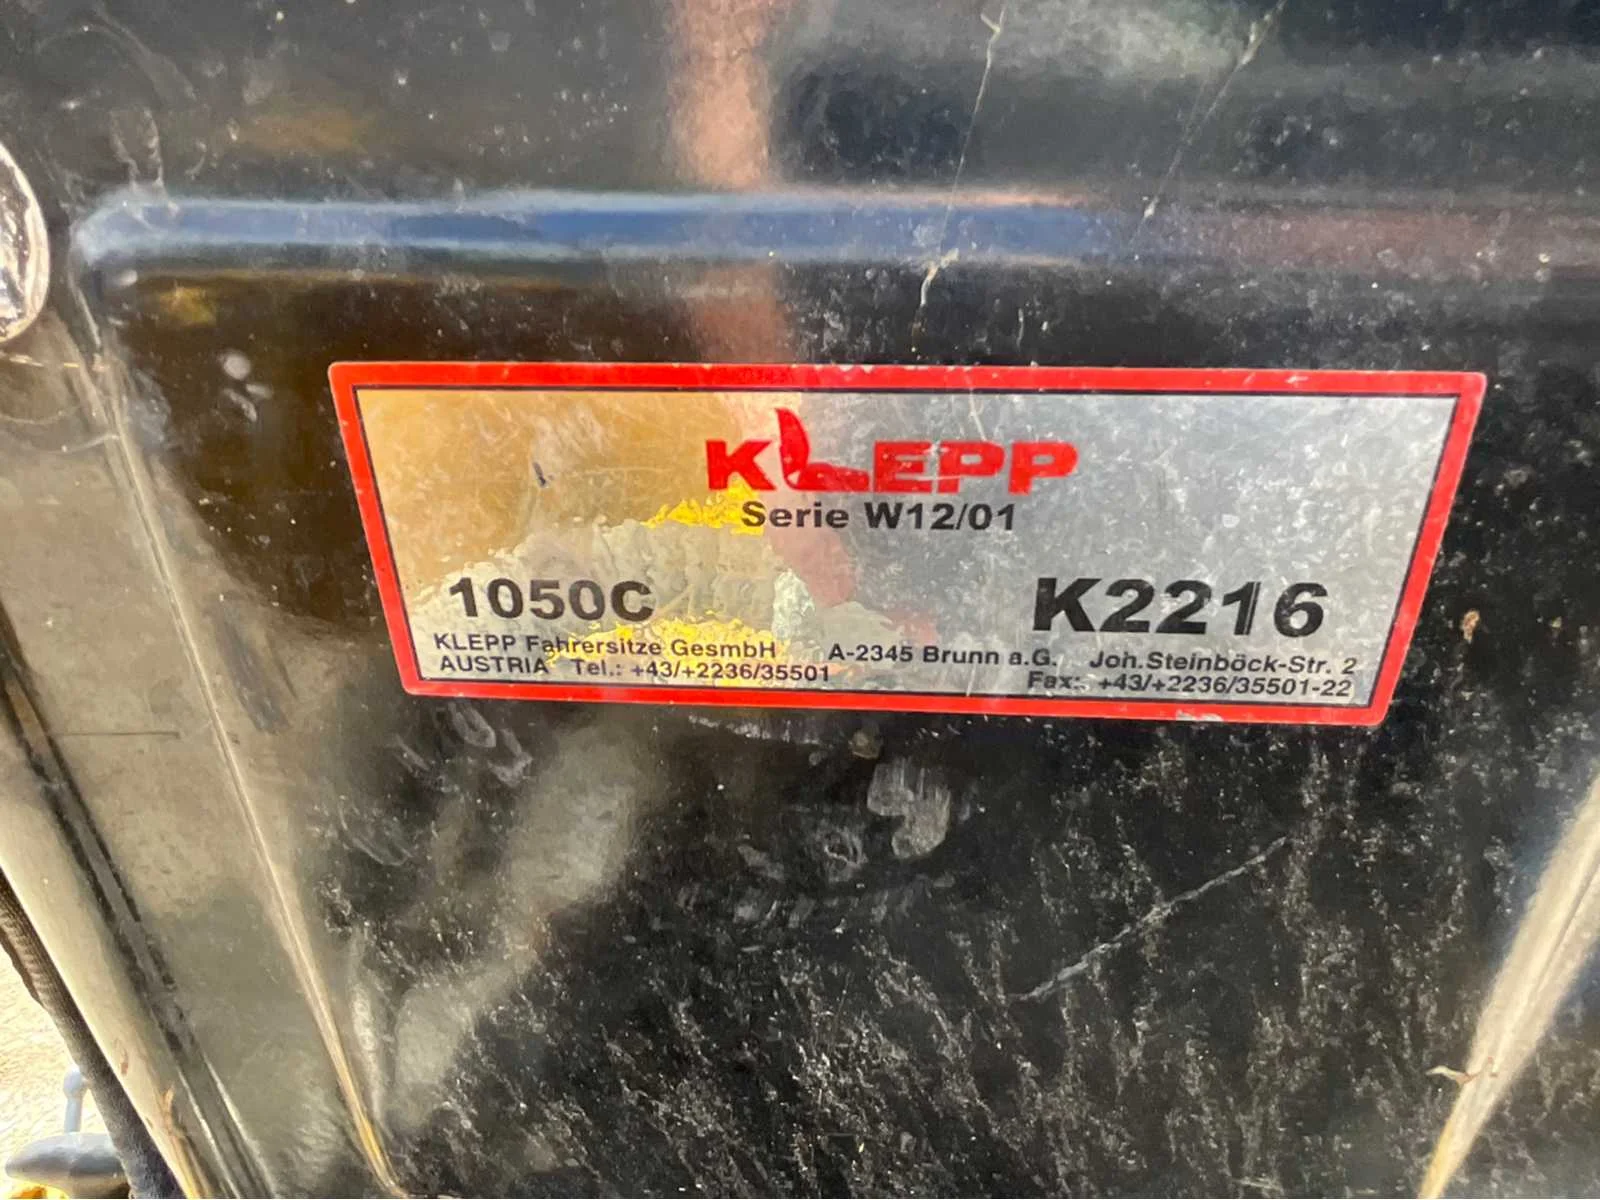 KLEPP
Serie W12/01
1050C K2216
KLEPP Fahrersitze GesmbH A-2345 Brunn a.G. Joh.Steinböck-Str. 2
AUSTRIA Tel.: +43/+2236/35501 Fax: +43/+2236/35501-22